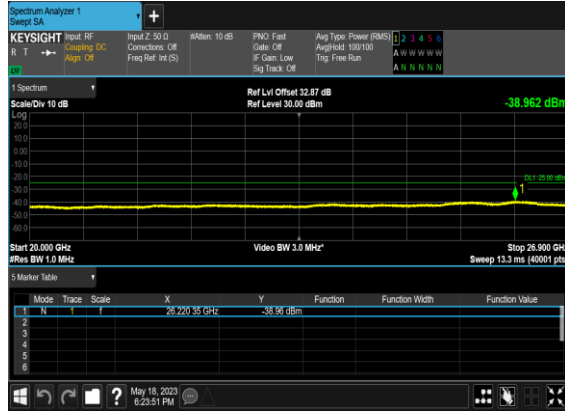 Spectrum Analyzer 1
Swept SA
KEYSIGHT Input: RF Input Z: 50 Ω #Atten: 10 dB PNO: Fast Avg Type: Power (RMS) 1 2 3 4 5 6
R T Coupling: DC Corrections: Off Gate: Off Avg|Hold: 100/100 A W W W W W
Align: Off Freq Ref: Int (S) IF Gain: Low Trig: Free Run
Sig Track: Off A N N N N N
1 Spectrum Ref Lvl Offset 32.87 dB
Scale/Div 10 dB Ref Level 30.00 dBm -38.962 dBm
Log
20.0
10.0
0.00
-10.0
-20.0 DL1 -25.00 dBm
-30.0 1
-40.0
-50.0
-60.0
Start 20.000 GHz Video BW 3.0 MHz* Stop 26.900 GHz
#Res BW 1.0 MHz Sweep 13.3 ms (40001 pts
5 Marker Table
Mode Trace Scale X Y Function Function Width Function Value
1 N 1 f 26.220 35 GHz -38.96 dBm
2
3
4
5
6
? May 18, 2023
6:23:51 PM